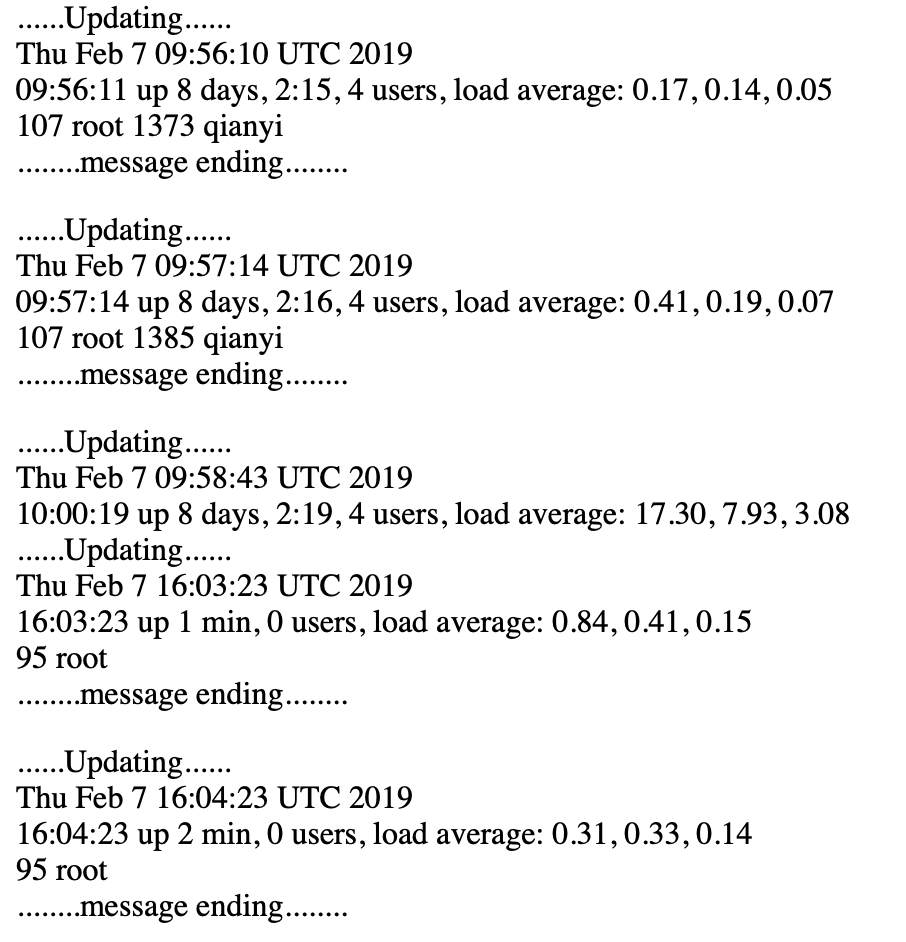 ......Updating......
Thu Feb 7 09:56:10 UTC 2019
09:56:11 up 8 days, 2:15, 4 users, load average: 0.17, 0.14, 0.05
107 root 1373 qianyi
........message ending........
......Updating......
Thu Feb 7 09:57:14 UTC 2019
09:57:14 up 8 days, 2:16, 4 users, load average: 0.41, 0.19, 0.07
107 root 1385 qianyi
........message ending........
......Updating......
Thu Feb 7 09:58:43 UTC 2019
10:00:19 up 8 days, 2:19, 4 users, load average: 17.30, 7.93, 3.08
......Updating......
Thu Feb 7 16:03:23 UTC 2019
16:03:23 up 1 min, 0 users, load average: 0.84, 0.41, 0.15
95 root
........message ending........
......Updating......
Thu Feb 7 16:04:23 UTC 2019
16:04:23 up 2 min, 0 users, load average: 0.31, 0.33, 0.14
95 root
........message ending........